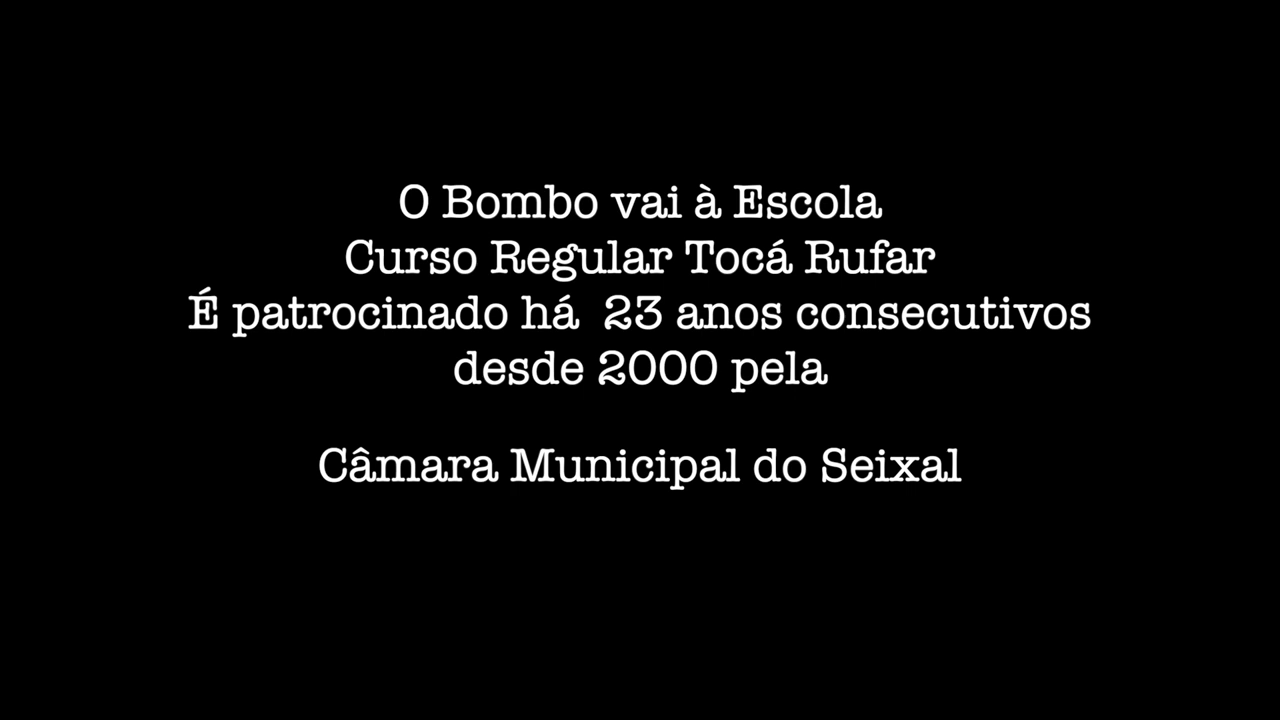 O Bombo vai à Escola
Curso Regular Tocá Rufar
É patrocinado há  23 anos consecutivos
desde 2000 pela
Câmara Municipal do Seixal